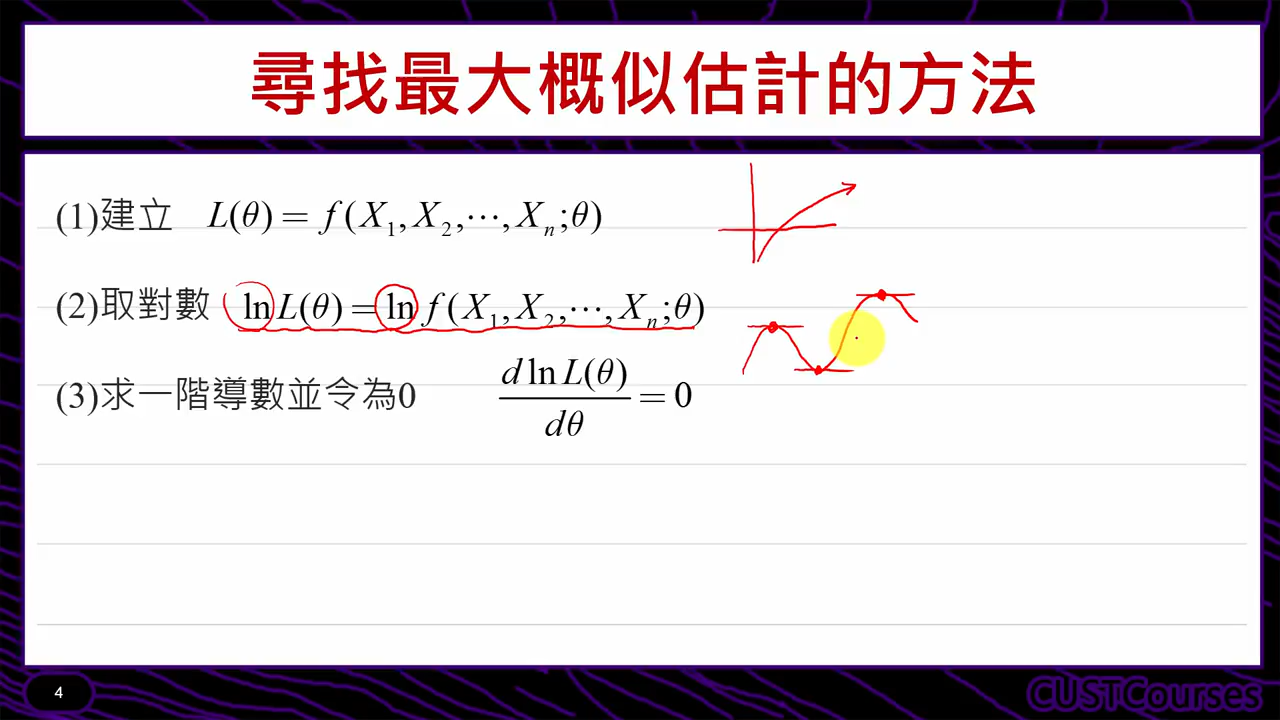 尋找最大概似估計的方法
(1)建立 L(θ) = f(X₁, X₂, ⋯, Xₙ;θ)
(2)取對數 ln L(θ) = ln f(X₁, X₂, ⋯, Xₙ;θ)
(3)求一階導數並令為0 d ln L(θ) / dθ = 0
4
CUSTCourses